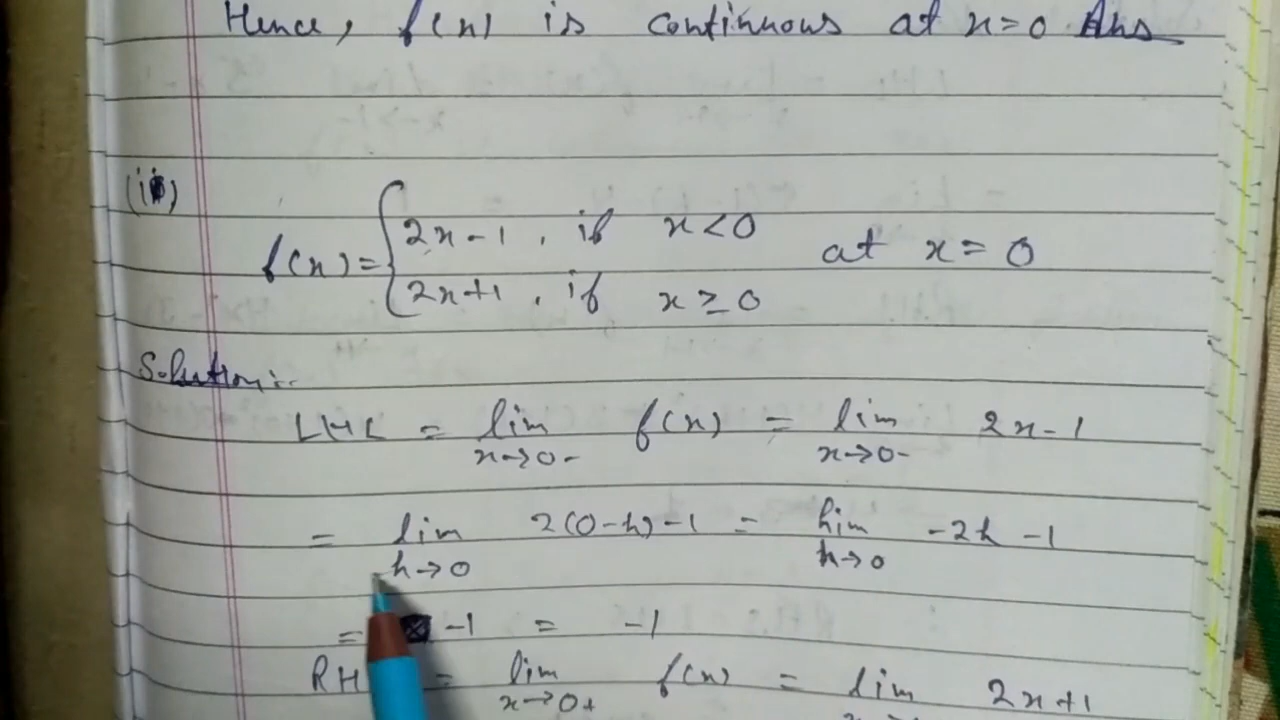 Hence, f(x) is continuous at x=0 Ans
(ii)
f(x)= { 2x-1, if x<0 at x=0
2x+1, if x≥0
Solution:-
LHL = lim f(x) = lim 2x-1
x→0- x→0-
= lim 2(0-h)-1 = lim -2h-1
h→0 h→0
= -1 = -1
RH = lim f(x) = lim 2x+1
x→0+